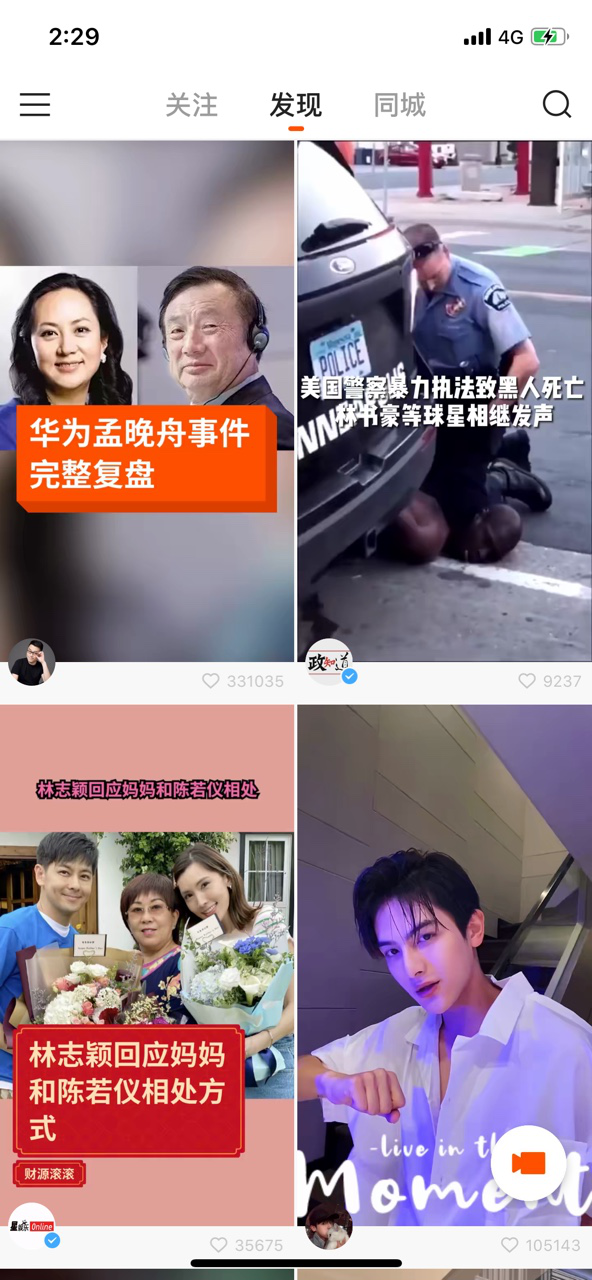 2:29
4G
关注
发现
同城
华为孟晚舟事件
完整复盘
331035
POLICE
美国警察暴力执法致黑人死亡
林书豪等球星相继发声
政知道
9237
林志颖回应妈妈和陈若仪相处
林志颖回应妈妈
和陈若仪相处方
式
财源滚滚
Online
35675
-live in th
Moment
105143